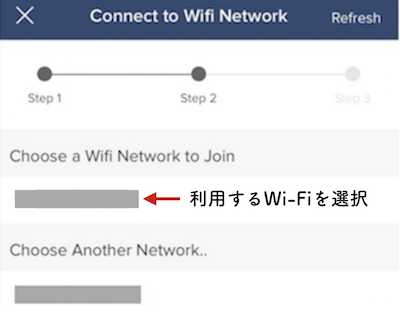 Connect to Wifi Network
Refresh
Step 1
Step 2
Step 3
Choose a Wifi Network to Join
利用するWi-Fiを選択
Choose Another Network..